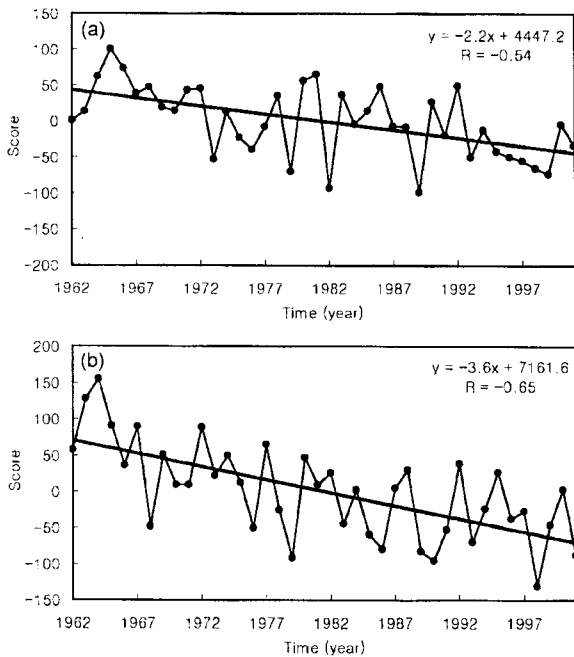 (a)
y = −2.2x + 4447.2
R = −0.54
150
100
50
0
−50
−100
−150
−200
Score
1962 1967 1972 1977 1982 1987 1992 1997
Time (year)
(b)
y = −3.6x + 7161.6
R = −0.65
200
150
100
50
0
−50
−100
−150
Score
1962 1967 1972 1977 1982 1987 1992 1997
Time (year)